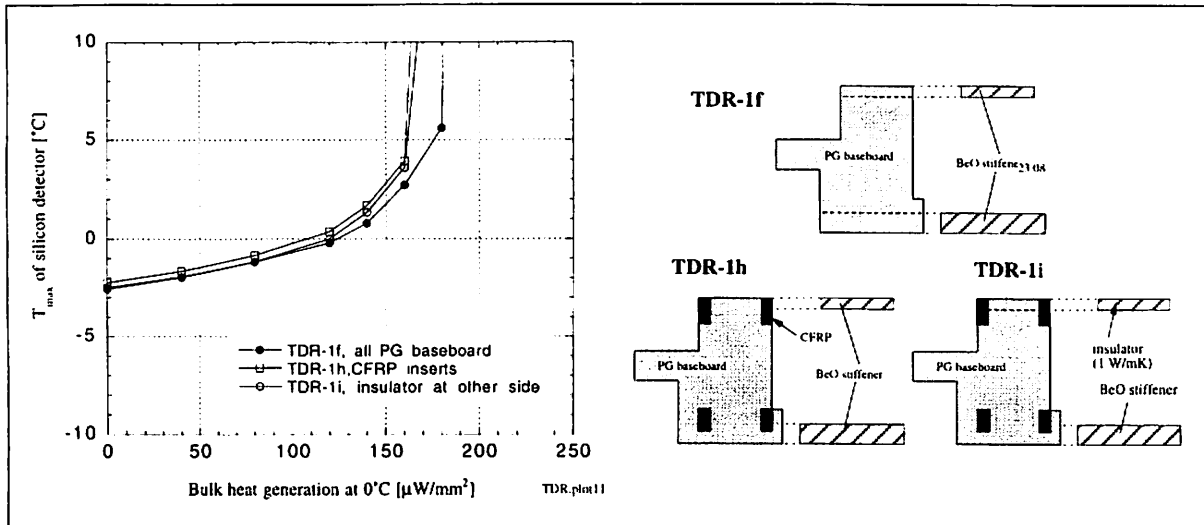 10
5
0
-5
-10
T_max of silicon detector [°C]
TDR-1f, all PG baseboard
TDR-1h,CFRP inserts
TDR-1i, insulator at other side
0 50 100 150 200 250
Bulk heat generation at 0°C [µW/mm²]
TDR.plot11
TDR-1f
PG baseboard
BeO stiffene23.08
TDR-1h
CFRP
PG baseboard
BeO stiffener
TDR-1i
PG baseboard
insulator
(1 W/mK)
BeO stiffener